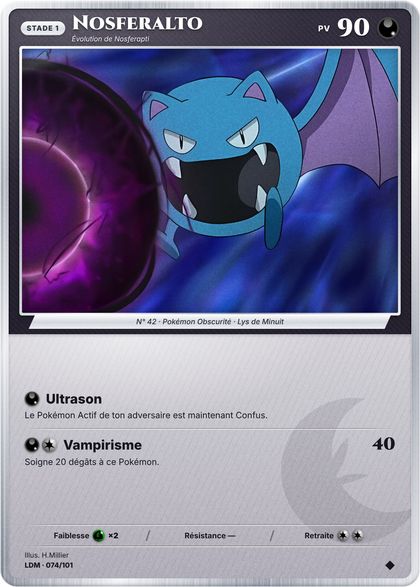 STADE 1
NOSFERALTO
PV 90
Évolution de Nosferapti
N° 42 - Pokémon Obscurité - Lys de Minuit
Ultrason
Le Pokémon Actif de ton adversaire est maintenant Confus.
Vampirisme 40
Soigne 20 dégâts à ce Pokémon.
Faiblesse ×2 / Résistance — / Retraite
Illus. H.Millier
LDM · 074/101